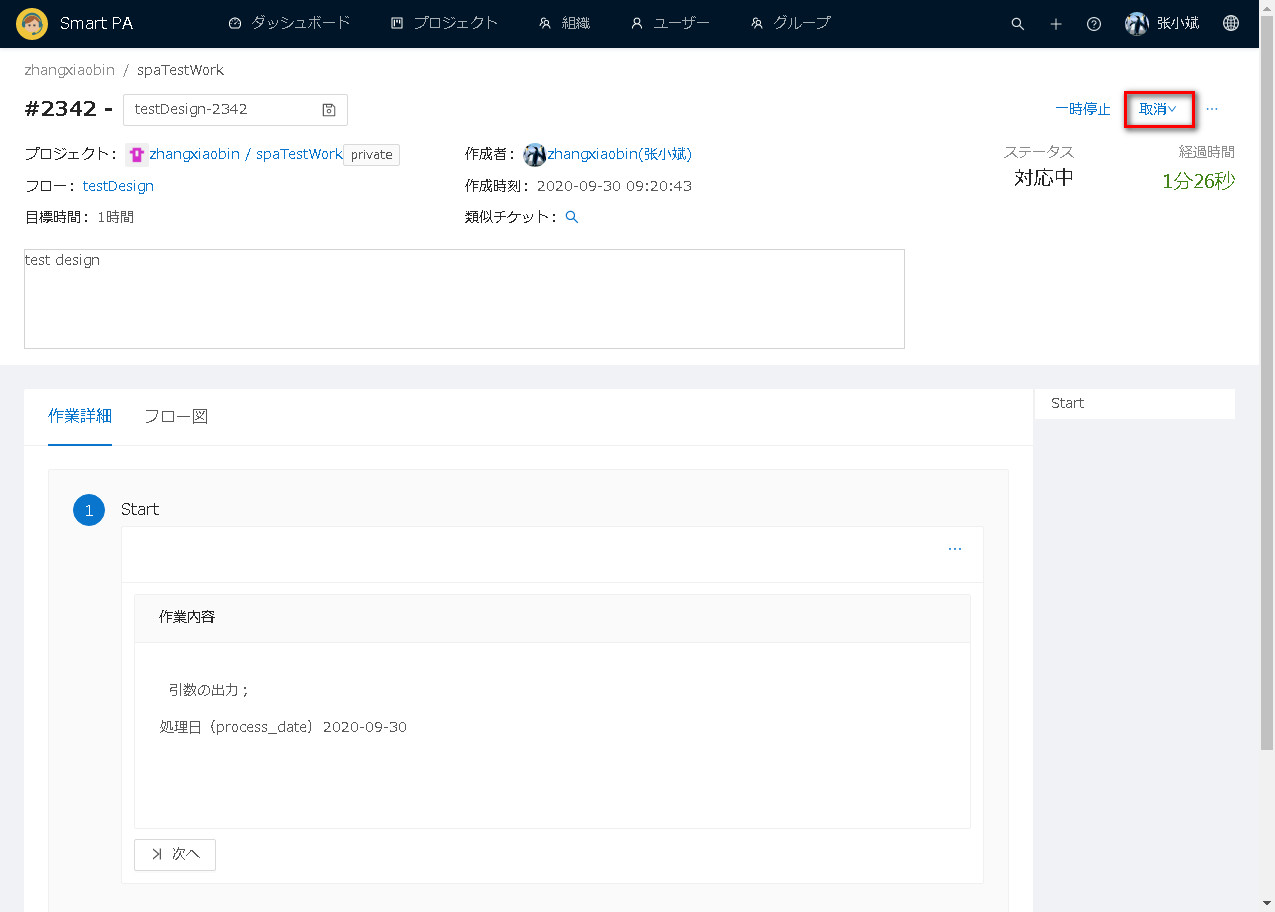 Smart PA ダッシュボード プロジェクト 組織 ユーザー グループ 张小斌
zhangxiaobin / spaTestWork
#2342 - testDesign-2342 一時停止 取消 ...
プロジェクト： zhangxiaobin / spaTestWork private 作成者： zhangxiaobin(张小斌) ステータス 経過時間
対応中 1分26秒
フロー： testDesign 作成時刻： 2020-09-30 09:20:43
目標時間： 1時間 類似チケット：
test design
作業詳細 フロー図 Start
1 Start
...
作業内容
引数の出力；
処理日（process_date）2020-09-30
次へ